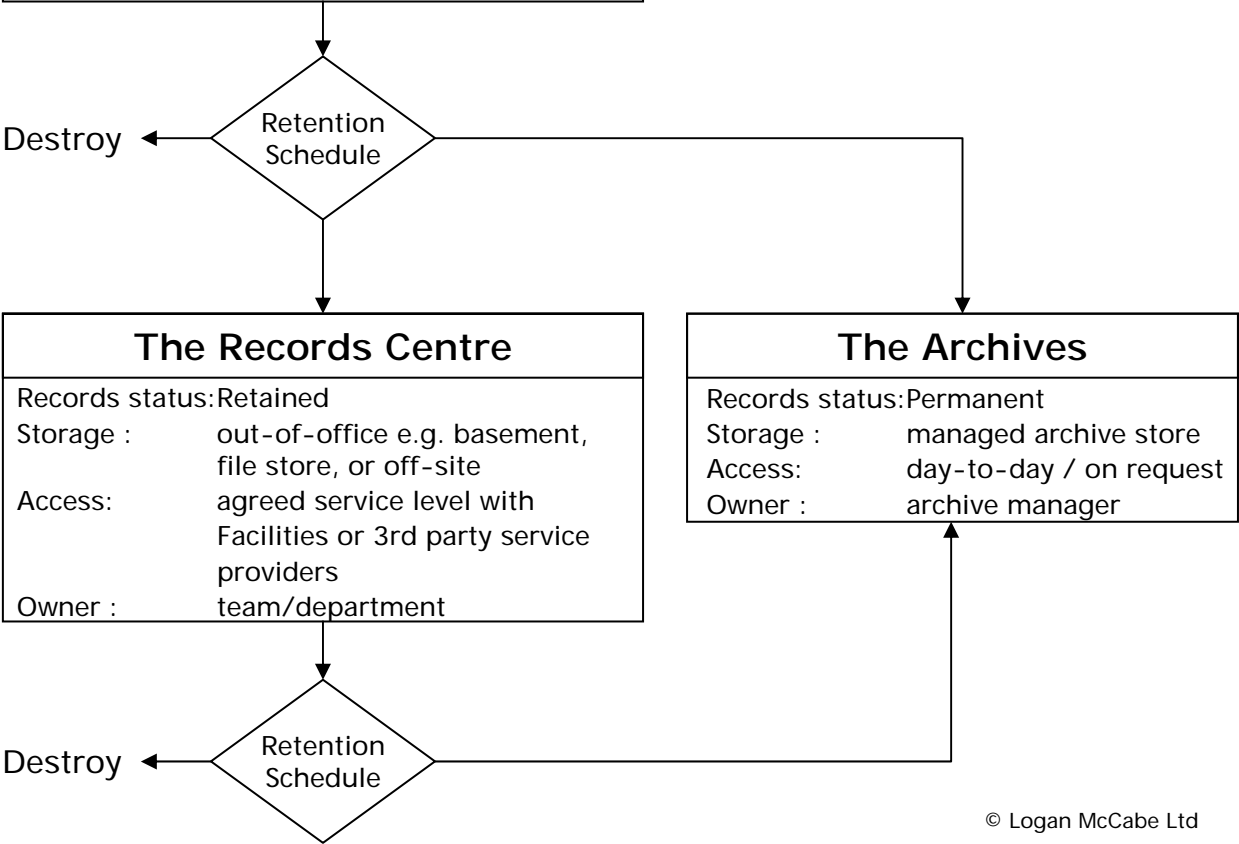 Destroy
Retention
Schedule
The Records Centre
Records status:Retained
Storage : out-of-office e.g. basement,
file store, or off-site
Access: agreed service level with
Facilities or 3rd party service
providers
Owner : team/department
The Archives
Records status:Permanent
Storage : managed archive store
Access: day-to-day / on request
Owner : archive manager
Destroy
Retention
Schedule
© Logan McCabe Ltd